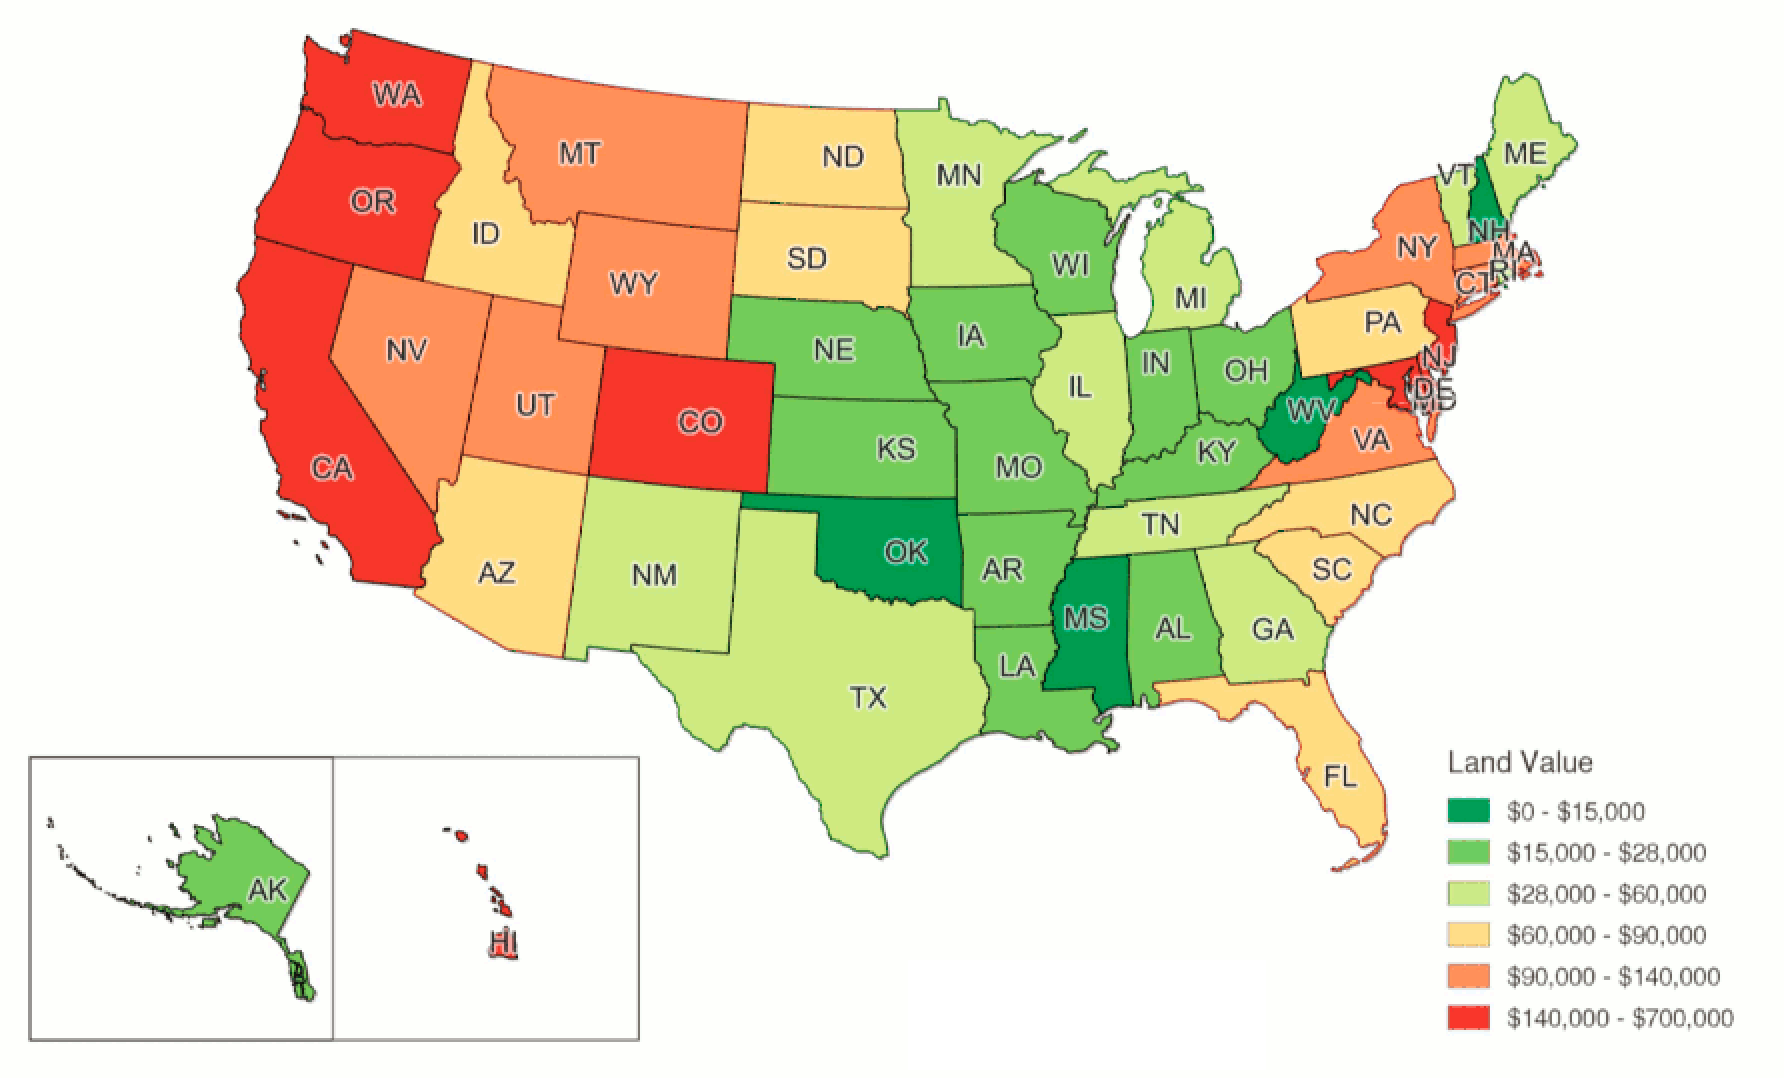 WA
MT
ND
MN
ME
VT
OR
ID
SD
WI
NH
NY
MA
WY
MI
CT
RI
NV
NE
IA
PA
UT
CO
IL
IN
OH
NJ
DE
MD
WV
VA
CA
KS
MO
KY
AZ
NM
OK
AR
TN
NC
SC
MS
AL
GA
TX
LA
FL
AK
HI
Land Value
$0 - $15,000
$15,000 - $28,000
$28,000 - $60,000
$60,000 - $90,000
$90,000 - $140,000
$140,000 - $700,000